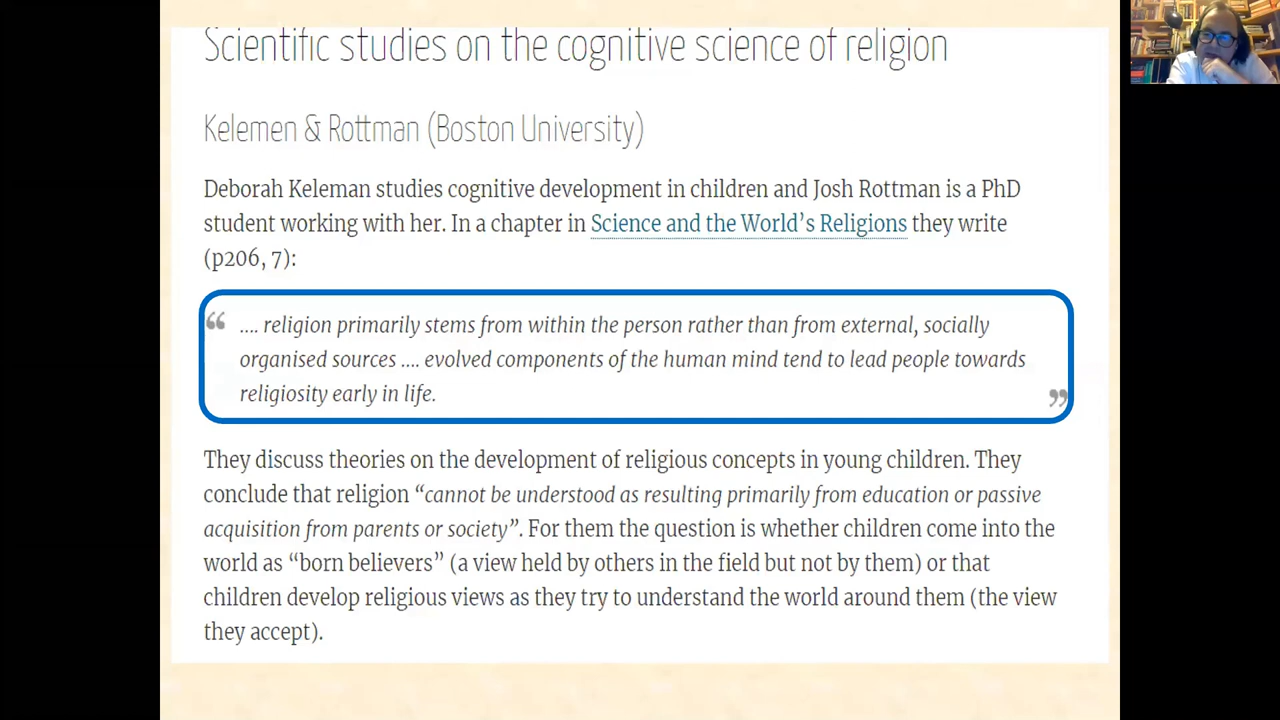 Scientific studies on the cognitive science of religion
Kelemen & Rottman (Boston University)
Deborah Keleman studies cognitive development in children and Josh Rottman is a PhD
student working with her. In a chapter in Science and the World’s Religions they write
(p206, 7):
“ .... religion primarily stems from within the person rather than from external, socially
organised sources .... evolved components of the human mind tend to lead people towards
religiosity early in life. ”
They discuss theories on the development of religious concepts in young children. They
conclude that religion “cannot be understood as resulting primarily from education or passive
acquisition from parents or society”. For them the question is whether children come into the
world as “born believers” (a view held by others in the field but not by them) or that
children develop religious views as they try to understand the world around them (the view
they accept).